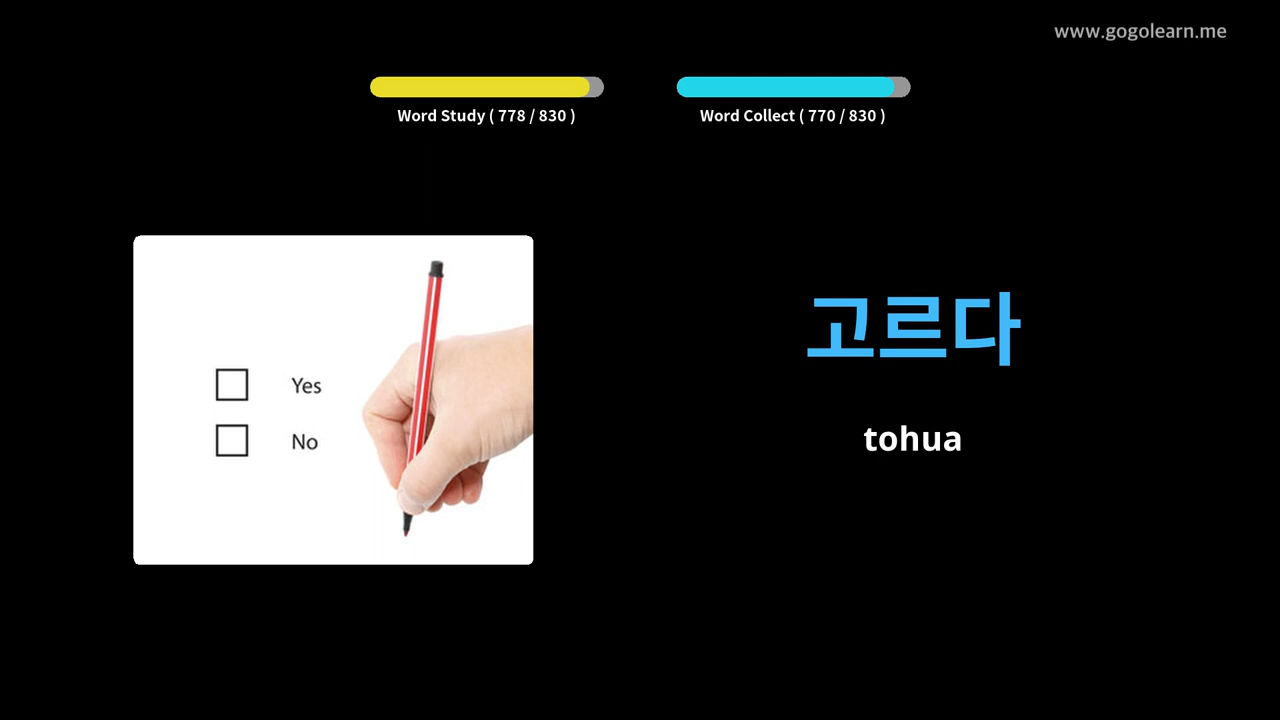 www.gogolearn.me
Word Study ( 778 / 830 )
Word Collect ( 770 / 830 )
Yes
No
고르다
tohua